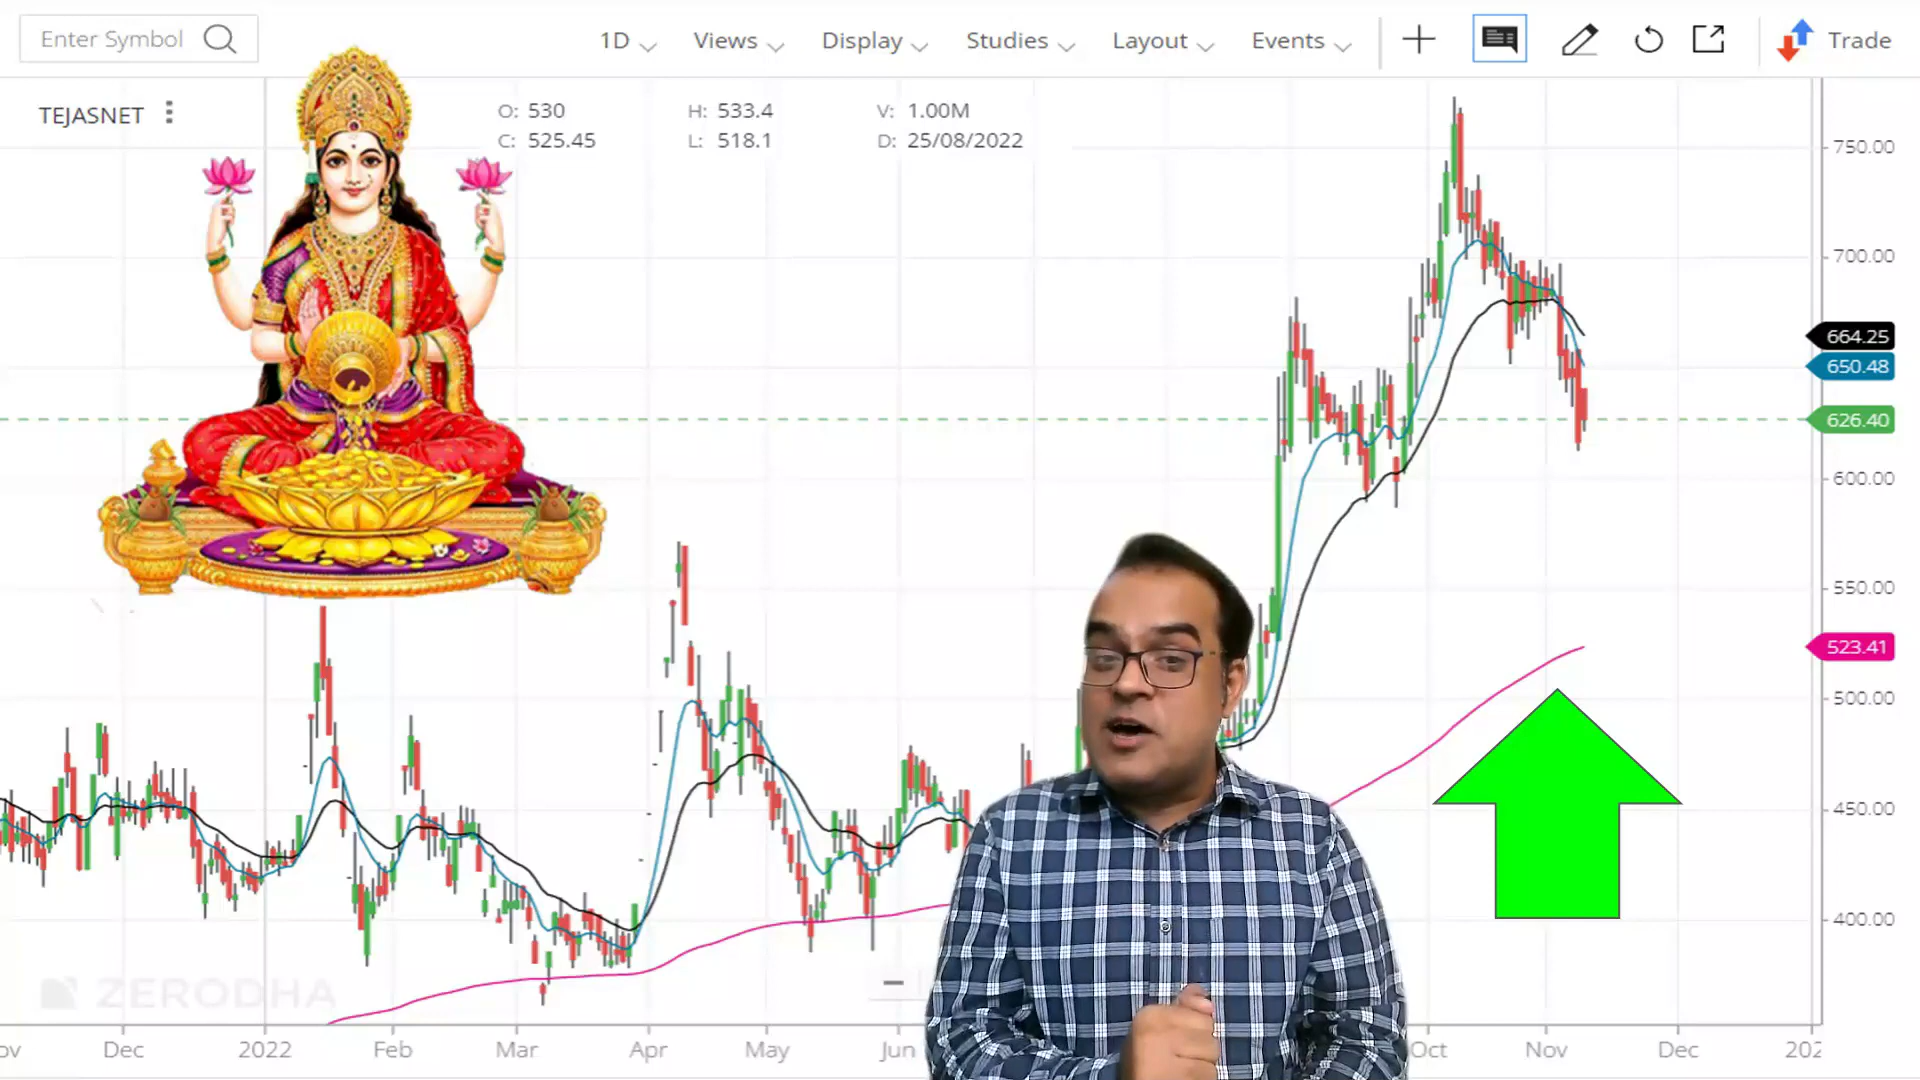 Enter Symbol
1D Views Display Studies Layout Events Trade
TEJASNET
O: 530 H: 533.4 V: 1.00M
C: 525.45 L: 518.1 D: 25/08/2022
750.00
700.00
664.25
650.48
626.40
600.00
550.00
523.41
500.00
450.00
400.00
ZERODHA
ov Dec 2022 Feb Mar Apr May Jun Oct Nov Dec 202